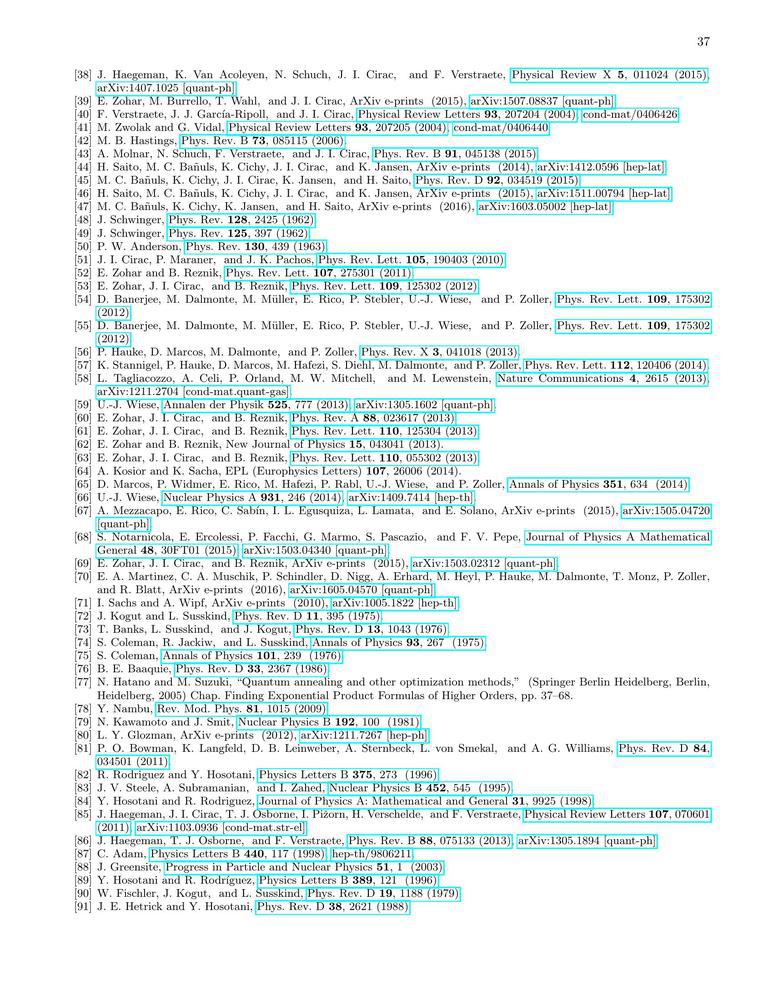 37
[38] J. Haegeman, K. Van Acoleyen, N. Schuch, J. I. Cirac, and F. Verstraete, Physical Review X 5, 011024 (2015),
arXiv:1407.1025 [quant-ph].
[39] E. Zohar, M. Burrello, T. Wahl, and J. I. Cirac, ArXiv e-prints (2015), arXiv:1507.08837 [quant-ph].
[40] F. Verstraete, J. J. García-Ripoll, and J. I. Cirac, Physical Review Letters 93, 207204 (2004), cond-mat/0406426.
[41] M. Zwolak and G. Vidal, Physical Review Letters 93, 207205 (2004), cond-mat/0406440.
[42] M. B. Hastings, Phys. Rev. B 73, 085115 (2006).
[43] A. Molnar, N. Schuch, F. Verstraete, and J. I. Cirac, Phys. Rev. B 91, 045138 (2015).
[44] H. Saito, M. C. Bañuls, K. Cichy, J. I. Cirac, and K. Jansen, ArXiv e-prints (2014), arXiv:1412.0596 [hep-lat].
[45] M. C. Bañuls, K. Cichy, J. I. Cirac, K. Jansen, and H. Saito, Phys. Rev. D 92, 034519 (2015).
[46] H. Saito, M. C. Bañuls, K. Cichy, J. I. Cirac, and K. Jansen, ArXiv e-prints (2015), arXiv:1511.00794 [hep-lat].
[47] M. C. Bañuls, K. Cichy, K. Jansen, and H. Saito, ArXiv e-prints (2016), arXiv:1603.05002 [hep-lat].
[48] J. Schwinger, Phys. Rev. 128, 2425 (1962).
[49] J. Schwinger, Phys. Rev. 125, 397 (1962).
[50] P. W. Anderson, Phys. Rev. 130, 439 (1963).
[51] J. I. Cirac, P. Maraner, and J. K. Pachos, Phys. Rev. Lett. 105, 190403 (2010).
[52] E. Zohar and B. Reznik, Phys. Rev. Lett. 107, 275301 (2011).
[53] E. Zohar, J. I. Cirac, and B. Reznik, Phys. Rev. Lett. 109, 125302 (2012).
[54] D. Banerjee, M. Dalmonte, M. Müller, E. Rico, P. Stebler, U.-J. Wiese, and P. Zoller, Phys. Rev. Lett. 109, 175302
(2012).
[55] D. Banerjee, M. Dalmonte, M. Müller, E. Rico, P. Stebler, U.-J. Wiese, and P. Zoller, Phys. Rev. Lett. 109, 175302
(2012).
[56] P. Hauke, D. Marcos, M. Dalmonte, and P. Zoller, Phys. Rev. X 3, 041018 (2013).
[57] K. Stannigel, P. Hauke, D. Marcos, M. Hafezi, S. Diehl, M. Dalmonte, and P. Zoller, Phys. Rev. Lett. 112, 120406 (2014).
[58] L. Tagliacozzo, A. Celi, P. Orland, M. W. Mitchell, and M. Lewenstein, Nature Communications 4, 2615 (2013),
arXiv:1211.2704 [cond-mat.quant-gas].
[59] U.-J. Wiese, Annalen der Physik 525, 777 (2013), arXiv:1305.1602 [quant-ph].
[60] E. Zohar, J. I. Cirac, and B. Reznik, Phys. Rev. A 88, 023617 (2013).
[61] E. Zohar, J. I. Cirac, and B. Reznik, Phys. Rev. Lett. 110, 125304 (2013).
[62] E. Zohar and B. Reznik, New Journal of Physics 15, 043041 (2013).
[63] E. Zohar, J. I. Cirac, and B. Reznik, Phys. Rev. Lett. 110, 055302 (2013).
[64] A. Kosior and K. Sacha, EPL (Europhysics Letters) 107, 26006 (2014).
[65] D. Marcos, P. Widmer, E. Rico, M. Hafezi, P. Rabl, U.-J. Wiese, and P. Zoller, Annals of Physics 351, 634 (2014).
[66] U.-J. Wiese, Nuclear Physics A 931, 246 (2014), arXiv:1409.7414 [hep-th].
[67] A. Mezzacapo, E. Rico, C. Sabín, I. L. Egusquiza, L. Lamata, and E. Solano, ArXiv e-prints (2015), arXiv:1505.04720
[quant-ph].
[68] S. Notarnicola, E. Ercolessi, P. Facchi, G. Marmo, S. Pascazio, and F. V. Pepe, Journal of Physics A Mathematical
General 48, 30FT01 (2015), arXiv:1503.04340 [quant-ph].
[69] E. Zohar, J. I. Cirac, and B. Reznik, ArXiv e-prints (2015), arXiv:1503.02312 [quant-ph].
[70] E. A. Martinez, C. A. Muschik, P. Schindler, D. Nigg, A. Erhard, M. Heyl, P. Hauke, M. Dalmonte, T. Monz, P. Zoller,
and R. Blatt, ArXiv e-prints (2016), arXiv:1605.04570 [quant-ph].
[71] I. Sachs and A. Wipf, ArXiv e-prints (2010), arXiv:1005.1822 [hep-th].
[72] J. Kogut and L. Susskind, Phys. Rev. D 11, 395 (1975).
[73] T. Banks, L. Susskind, and J. Kogut, Phys. Rev. D 13, 1043 (1976).
[74] S. Coleman, R. Jackiw, and L. Susskind, Annals of Physics 93, 267 (1975).
[75] S. Coleman, Annals of Physics 101, 239 (1976).
[76] B. E. Baaquie, Phys. Rev. D 33, 2367 (1986).
[77] N. Hatano and M. Suzuki, “Quantum annealing and other optimization methods,” (Springer Berlin Heidelberg, Berlin,
Heidelberg, 2005) Chap. Finding Exponential Product Formulas of Higher Orders, pp. 37–68.
[78] Y. Nambu, Rev. Mod. Phys. 81, 1015 (2009).
[79] N. Kawamoto and J. Smit, Nuclear Physics B 192, 100 (1981).
[80] L. Y. Glozman, ArXiv e-prints (2012), arXiv:1211.7267 [hep-ph].
[81] P. O. Bowman, K. Langfeld, D. B. Leinweber, A. Sternbeck, L. von Smekal, and A. G. Williams, Phys. Rev. D 84,
034501 (2011).
[82] R. Rodriguez and Y. Hosotani, Physics Letters B 375, 273 (1996).
[83] J. V. Steele, A. Subramanian, and I. Zahed, Nuclear Physics B 452, 545 (1995).
[84] Y. Hosotani and R. Rodriguez, Journal of Physics A: Mathematical and General 31, 9925 (1998).
[85] J. Haegeman, J. I. Cirac, T. J. Osborne, I. Pižorn, H. Verschelde, and F. Verstraete, Physical Review Letters 107, 070601
(2011), arXiv:1103.0936 [cond-mat.str-el].
[86] J. Haegeman, T. J. Osborne, and F. Verstraete, Phys. Rev. B 88, 075133 (2013), arXiv:1305.1894 [quant-ph].
[87] C. Adam, Physics Letters B 440, 117 (1998), hep-th/9806211.
[88] J. Greensite, Progress in Particle and Nuclear Physics 51, 1 (2003).
[89] Y. Hosotani and R. Rodríguez, Physics Letters B 389, 121 (1996).
[90] W. Fischler, J. Kogut, and L. Susskind, Phys. Rev. D 19, 1188 (1979).
[91] J. E. Hetrick and Y. Hosotani, Phys. Rev. D 38, 2621 (1988).